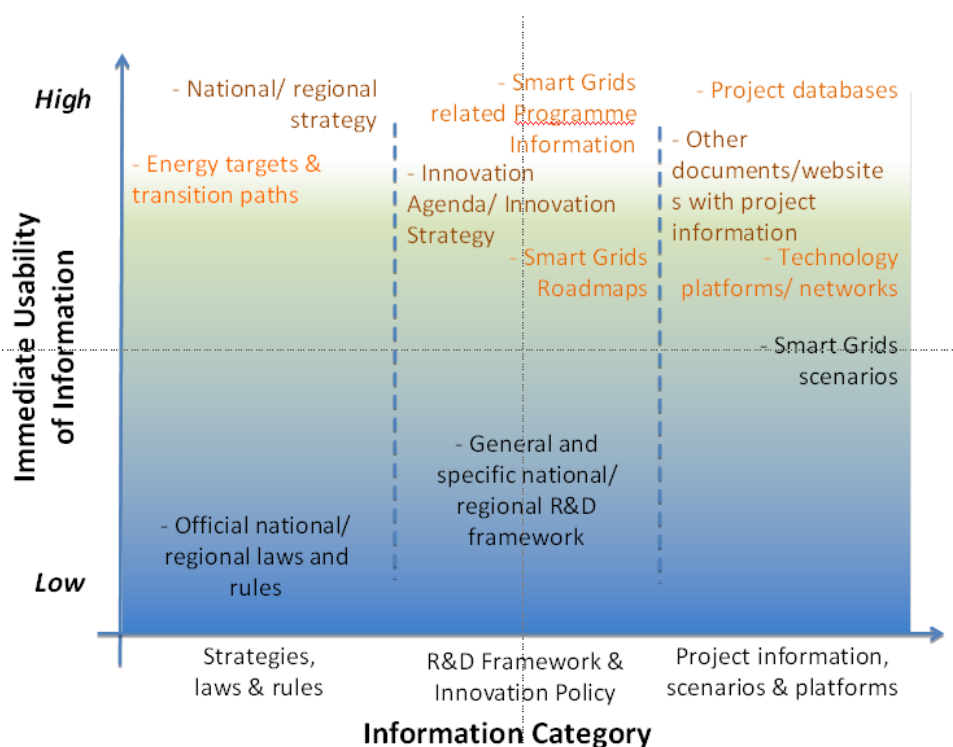 High
Immediate Usability
of Information
Low
- National/ regional
strategy
- Energy targets &
transition paths
- Official national/
regional laws and
rules
- Smart Grids
related Programme
Information
- Innovation
Agenda/ Innovation
Strategy
- Smart Grids
Roadmaps
- General and
specific national/
regional R&D
framework
- Project databases
- Other
documents/website
s with project
information
- Technology
platforms/ networks
- Smart Grids
scenarios
Strategies,
laws & rules
R&D Framework &
Innovation Policy
Project information,
scenarios & platforms
Information Category